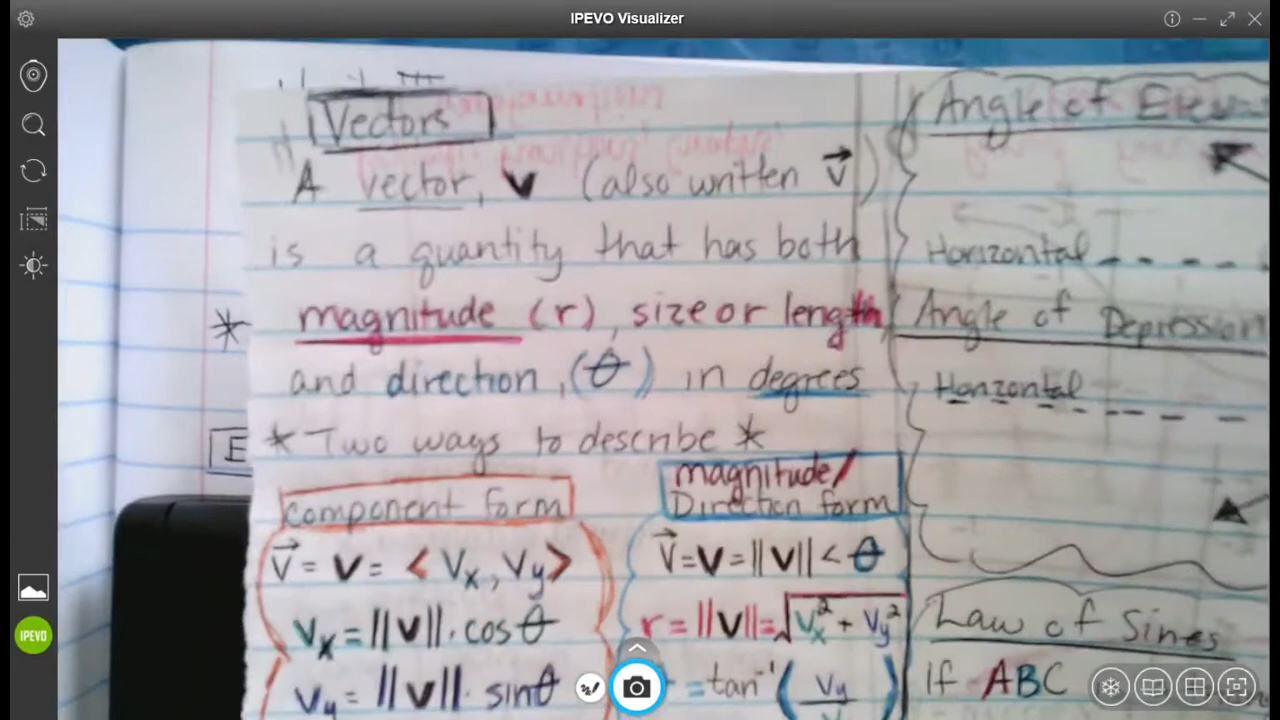 IPEVO Visualizer
Vectors
A vector, v (also written v⃗)
is a quantity that has both
magnitude (r), size or length,
and direction, (θ) in degrees
* Two ways to describe *
component form
v⃗ = v = < Vx, Vy >
Vx = ||v|| · cos θ
Vy = ||v|| · sinθ
magnitude/
Direction form
v⃗ = v = ||v|| < θ
r = ||v|| = √(Vx² + Vy²)
= tan⁻¹ ( Vy
*
E
Angle of
Horizontal
Angle of Depression
Horizontal
Law of Sines
if ABC
IPEVO